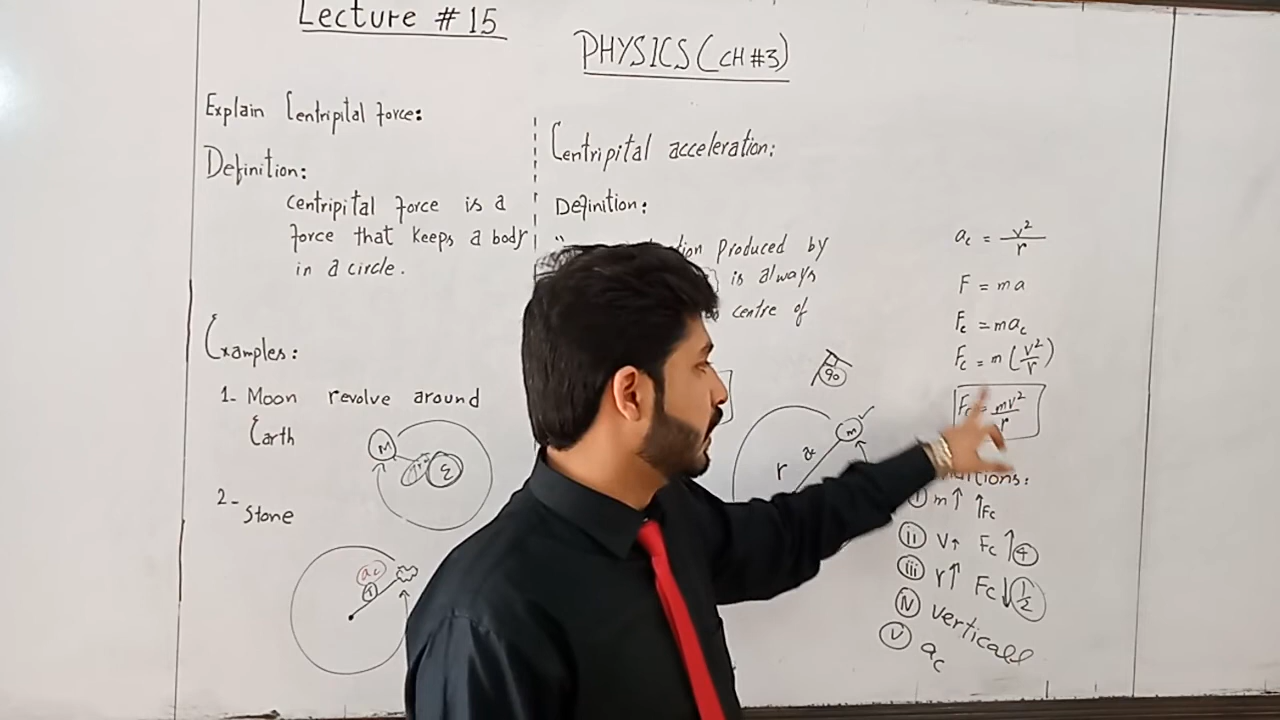 Lecture # 15
PHYSICS (CH #3)
Explain Centripital force:
Definition:
centripital force is a
force that keeps a body
in a circle.
Examples:
1- Moon revolve around
Earth
M
E
2- Stone
ac
T
Centripital acceleration:
Definition:
produced by
is always
centre of
90
m
r
ac = v²/r
F = ma
Fc = mac
Fc = m (v²/r)
Fc = mv²/r
i m↑ ↑Fc
ii v↑ Fc ↑ 4
iii r↑ Fc ↓ 1/2
iv
v ac